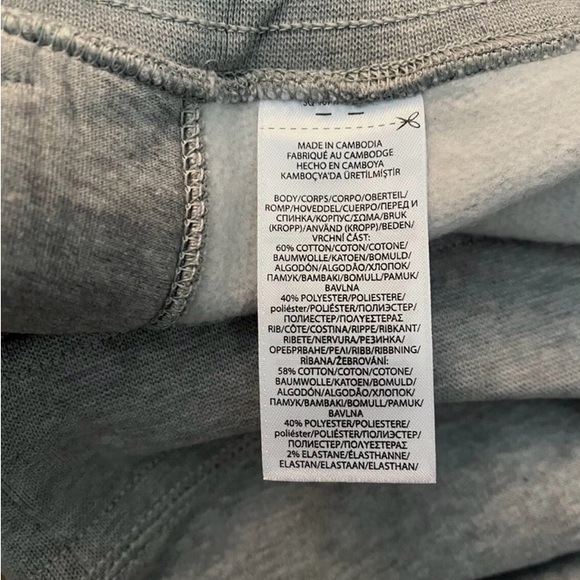 MADE IN CAMBODIA
FABRIQUÉ AU CAMBODGE
HECHO EN CAMBOYA
KAMBOÇYA'DA ÜRETİLMİŞTİR
BODY/CORPS/CORPO/OBERTEIL/
ROMP/HOVEDDEL/CUERPO/ПЕРЕД И
СПИНКА/КОРПУС/ΣΩΜΑ/BRUK
(KROPP)/ANVÄND (KROPP)/BEDEN/
VRCHNÍ ČÁST:
60% COTTON/COTON/COTONE/
BAUMWOLLE/KATOEN/BOMULD/
ALGODÓN/ALGODÃO/ХЛОПОК/
ПАМУК/ΒΑΜΒΑΚΙ/BOMULL/PAMUK/
BAVLNA
40% POLYESTER/POLIESTERE/
poliéster/POLIÉSTER/ПОЛИЭСТЕР/
ПОЛИЕСТЕР/ΠΟΛΥΕΣΤΕΡΑΣ
RIB/CÔTE/COSTINA/RIPPE/RIBKANT/
RIBETE/NERVURA/РЕЗИНКА/
ОРЕБРЯВАНЕ/ΡΕΛΙ/RIBB/RIBBNING/
RİBANA/ŽEBROVÁNÍ:
58% COTTON/COTON/COTONE/
BAUMWOLLE/KATOEN/BOMULD/
ALGODÓN/ALGODÃO/ХЛОПОК/
ПАМУК/ΒΑΜΒΑΚΙ/BOMULL/PAMUK/
BAVLNA
40% POLYESTER/POLIESTERE/
poliéster/POLIÉSTER/ПОЛИЭСТЕР/
ПОЛИЕСТЕР/ΠΟΛΥΕΣΤΕΡΑΣ
2% ELASTANE/ÉLASTHANNE/
ELASTAN/ELASTAAN/ELASTHAN/